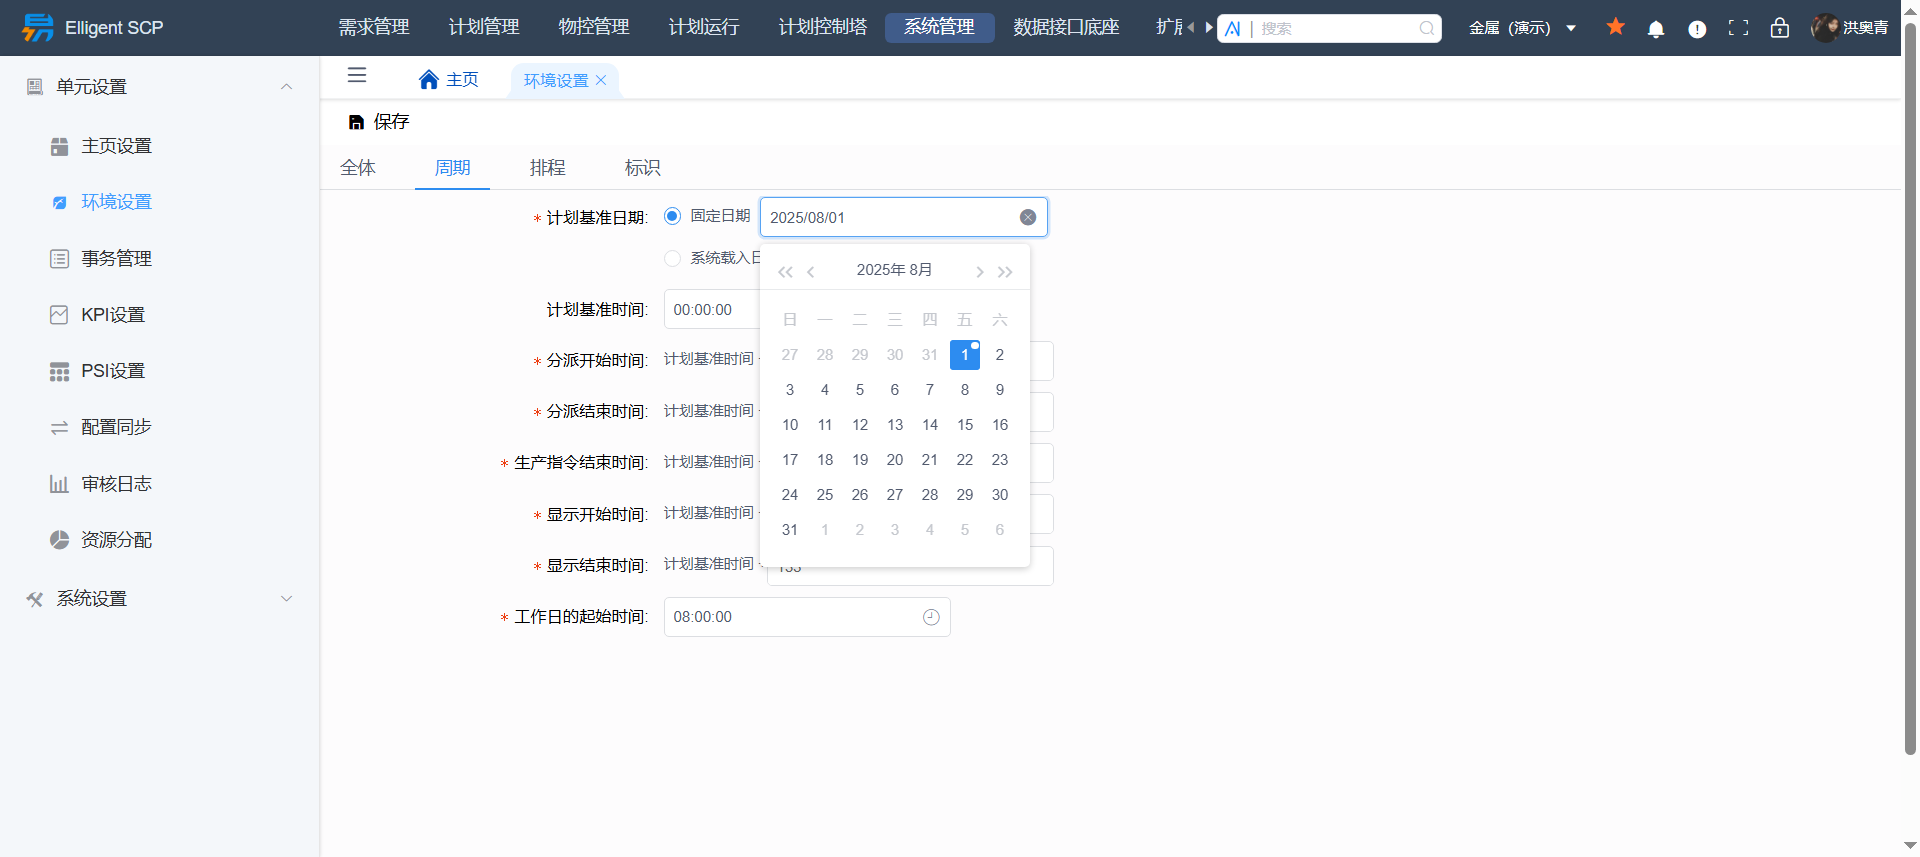 Elligent SCP
需求管理 计划管理 物控管理 计划运行 计划控制塔 系统管理 数据接口底座
AI | 搜索
金属（演示）
洪奥青
单元设置
主页设置
环境设置
事务管理
KPI设置
PSI设置
配置同步
审核日志
资源分配
系统设置
主页 环境设置
保存
全体 周期 排程 标识
* 计划基准日期: 固定日期 2025/08/01
系统载入日
计划基准时间: 00:00:00
* 分派开始时间: 计划基准时间
* 分派结束时间: 计划基准时间
* 生产指令结束时间: 计划基准时间
* 显示开始时间: 计划基准时间
* 显示结束时间: 计划基准时间
* 工作日的起始时间: 08:00:00
2025年 8月
日 一 二 三 四 五 六
27 28 29 30 31 1 2
3 4 5 6 7 8 9
10 11 12 13 14 15 16
17 18 19 20 21 22 23
24 25 26 27 28 29 30
31 1 2 3 4 5 6